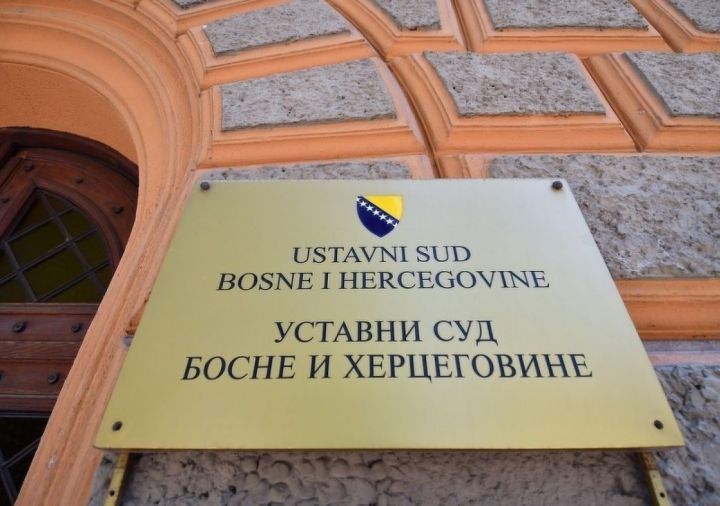 USTAVNI SUD
BOSNE I HERCEGOVINE
УСТАВНИ СУД
БОСНЕ И ХЕРЦЕГОВИНЕ